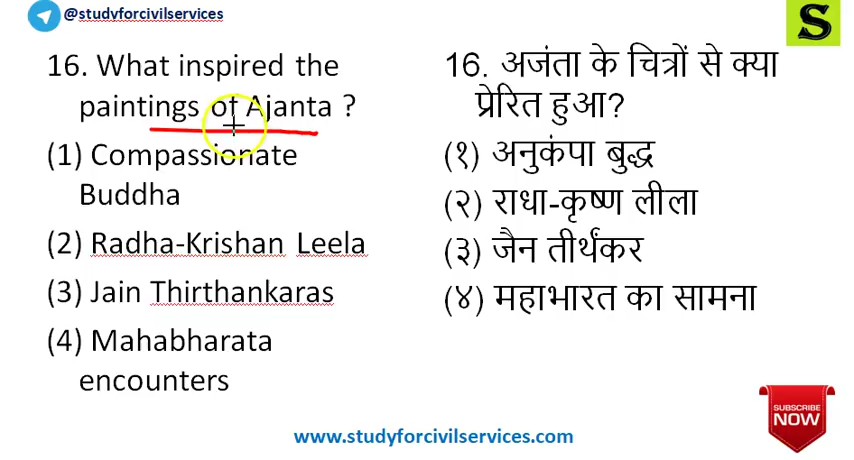 @studyforcivilservices
S
16. What inspired the
paintings of Ajanta ?
(1) Compassionate
Buddha
(2) Radha-Krishan Leela
(3) Jain Thirthankaras
(4) Mahabharata
encounters
16. अजंता के चित्रों से क्या
प्रेरित हुआ?
(१) अनुकंपा बुद्ध
(२) राधा-कृष्ण लीला
(३) जैन तीर्थंकर
(४) महाभारत का सामना
SUBSCRIBE
NOW
www.studyforcivilservices.com